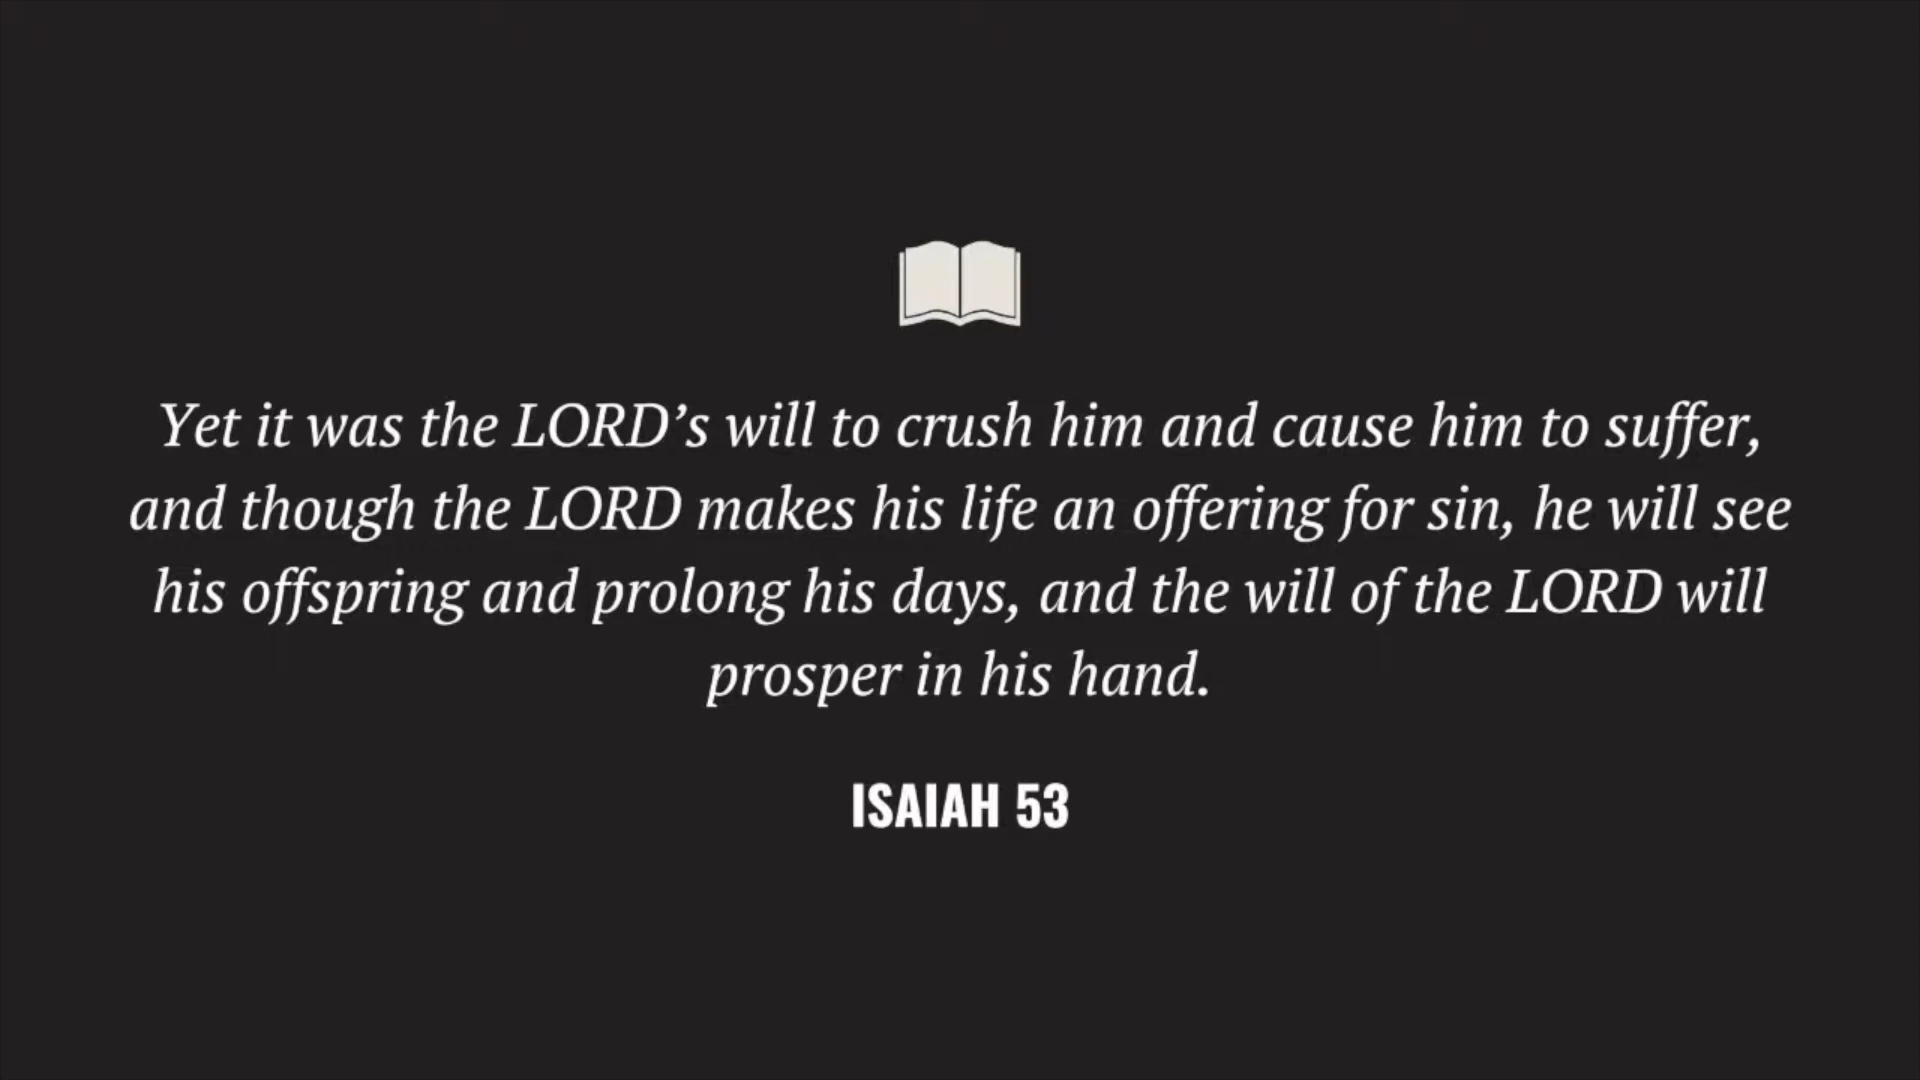 Yet it was the LORD’s will to crush him and cause him to suffer,
and though the LORD makes his life an offering for sin, he will see
his offspring and prolong his days, and the will of the LORD will
prosper in his hand.
ISAIAH 53